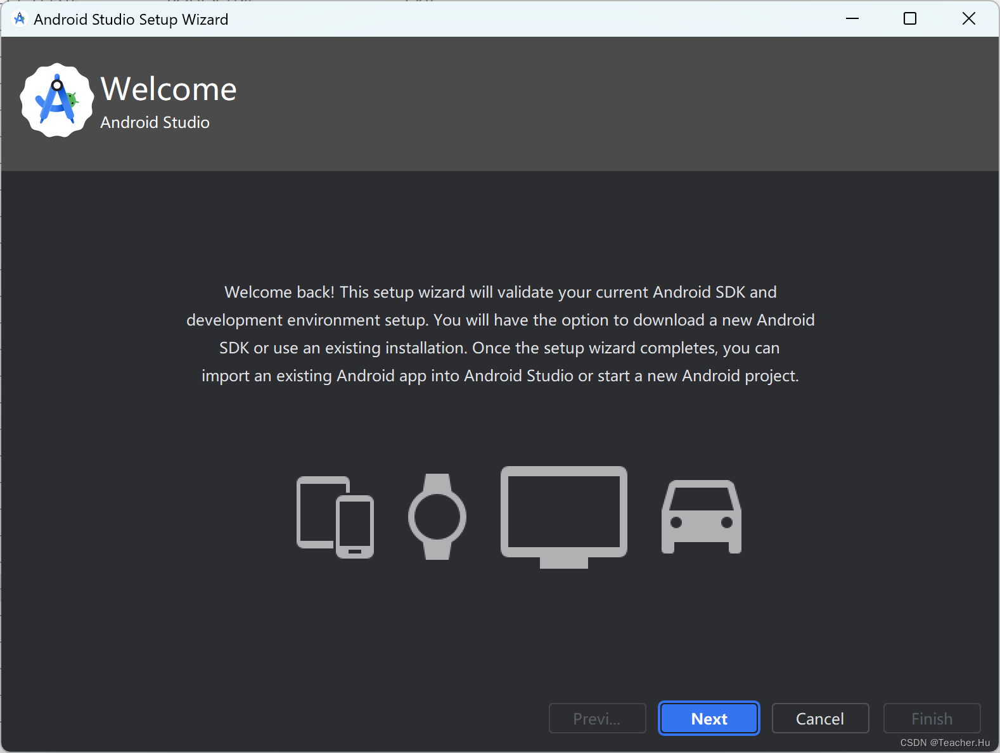 Android Studio Setup Wizard
Welcome
Android Studio
Welcome back! This setup wizard will validate your current Android SDK and
development environment setup. You will have the option to download a new Android
SDK or use an existing installation. Once the setup wizard completes, you can
import an existing Android app into Android Studio or start a new Android project.
Previ...
Next
Cancel
Finish
CSDN @Teacher.Hu